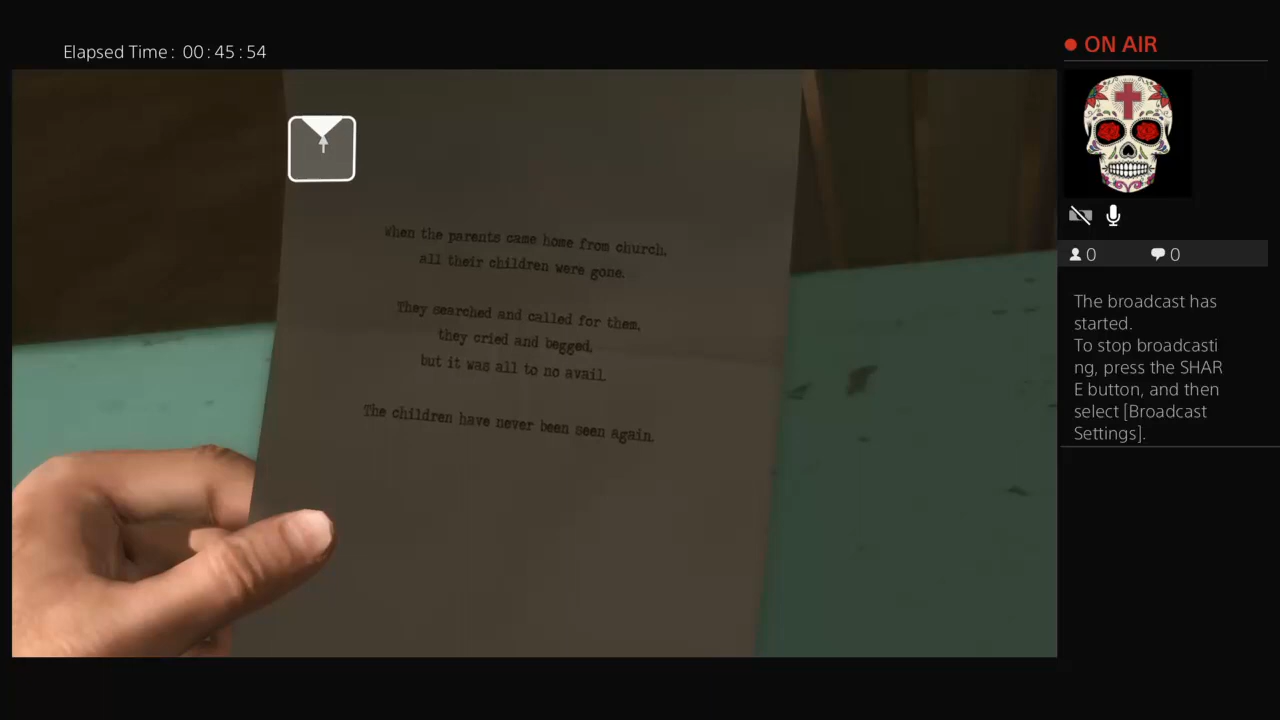 Elapsed Time: 00:45:54
ON AIR
When the parents came home from church,
all their children were gone.
They searched and called for them,
they cried and begged,
but it was all to no avail.
The children have never been seen again.
0
0
The broadcast has
started.
To stop broadcasti
ng, press the SHAR
E button, and then
select [Broadcast
Settings].